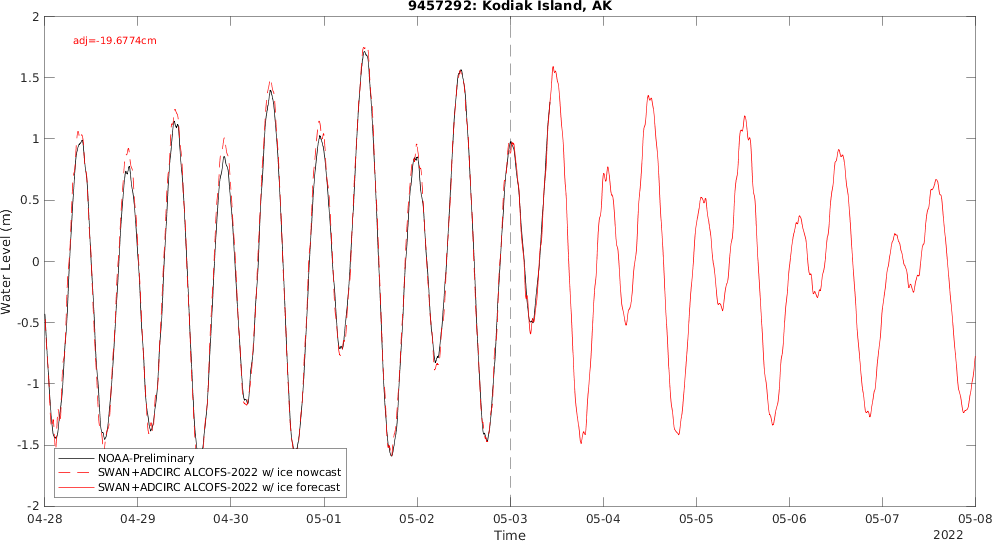 9457292: Kodiak Island, AK
adj=-19.6774cm
Water Level (m)
2
1.5
1
0.5
0
-0.5
-1
-1.5
-2
NOAA-Preliminary
SWAN+ADCIRC ALCOFS-2022 w/ ice nowcast
SWAN+ADCIRC ALCOFS-2022 w/ ice forecast
04-28 04-29 04-30 05-01 05-02 05-03 05-04 05-05 05-06 05-07 05-08
Time
2022